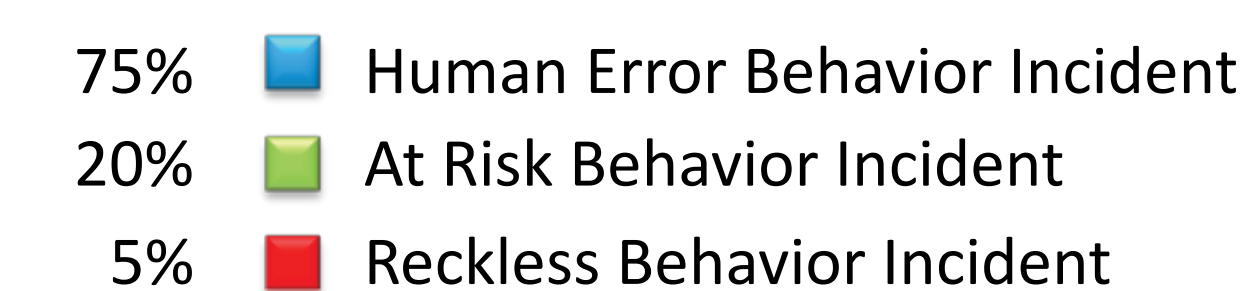 75% Human Error Behavior Incident
20% At Risk Behavior Incident
5% Reckless Behavior Incident